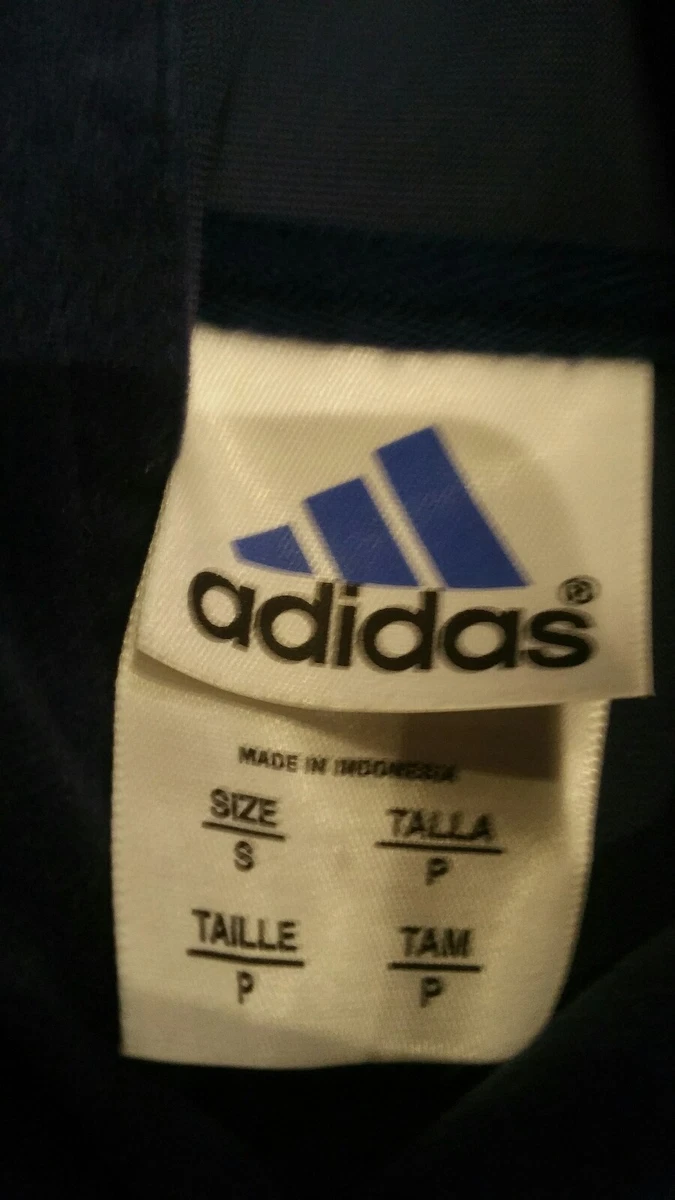 adidas®
MADE IN INDONESIA
SIZE TALLA
S P
TAILLE TAM
P P